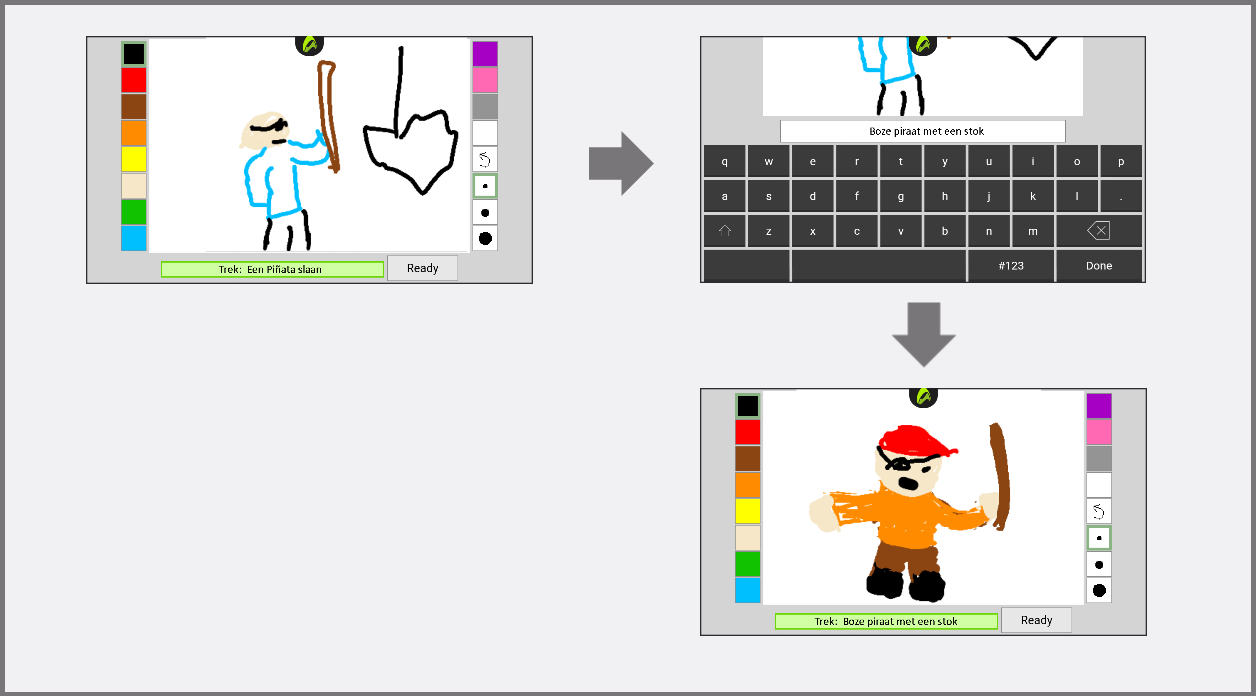 Trek: Een Piñata slaan
Ready
Boze piraat met een stok
q w e r t y u i o p
a s d f g h j k l .
z x c v b n m
#123 Done
Trek: Boze piraat met een stok
Ready